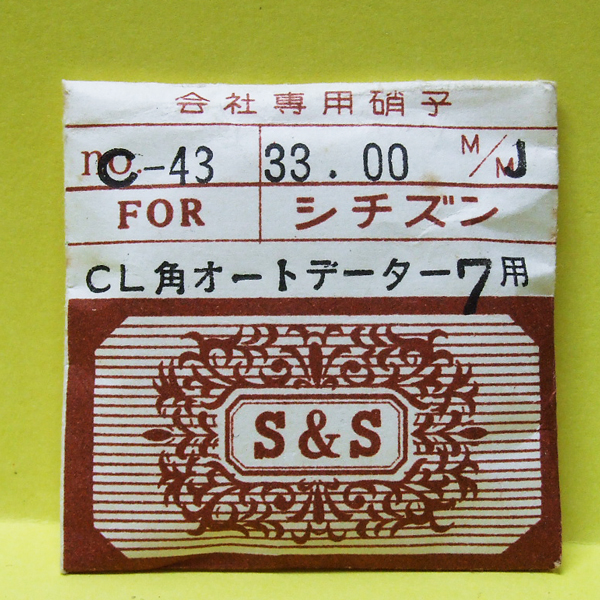 会社専用硝子
no. C-43 33.00 M/M J
FOR シチズン
CL角オートデーター7用
S&S